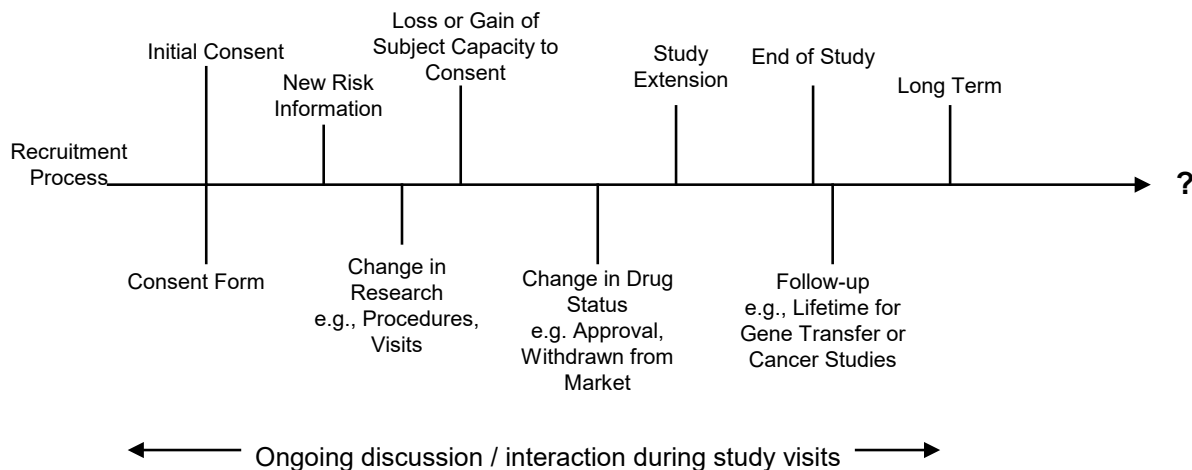 Initial Consent
Loss or Gain of
Subject Capacity to
Consent
New Risk
Information
Study
Extension
End of Study
Long Term
Recruitment
Process
?
Consent Form
Change in
Research
e.g., Procedures,
Visits
Change in Drug
Status
e.g. Approval,
Withdrawn from
Market
Follow-up
e.g., Lifetime for
Gene Transfer or
Cancer Studies
Ongoing discussion / interaction during study visits